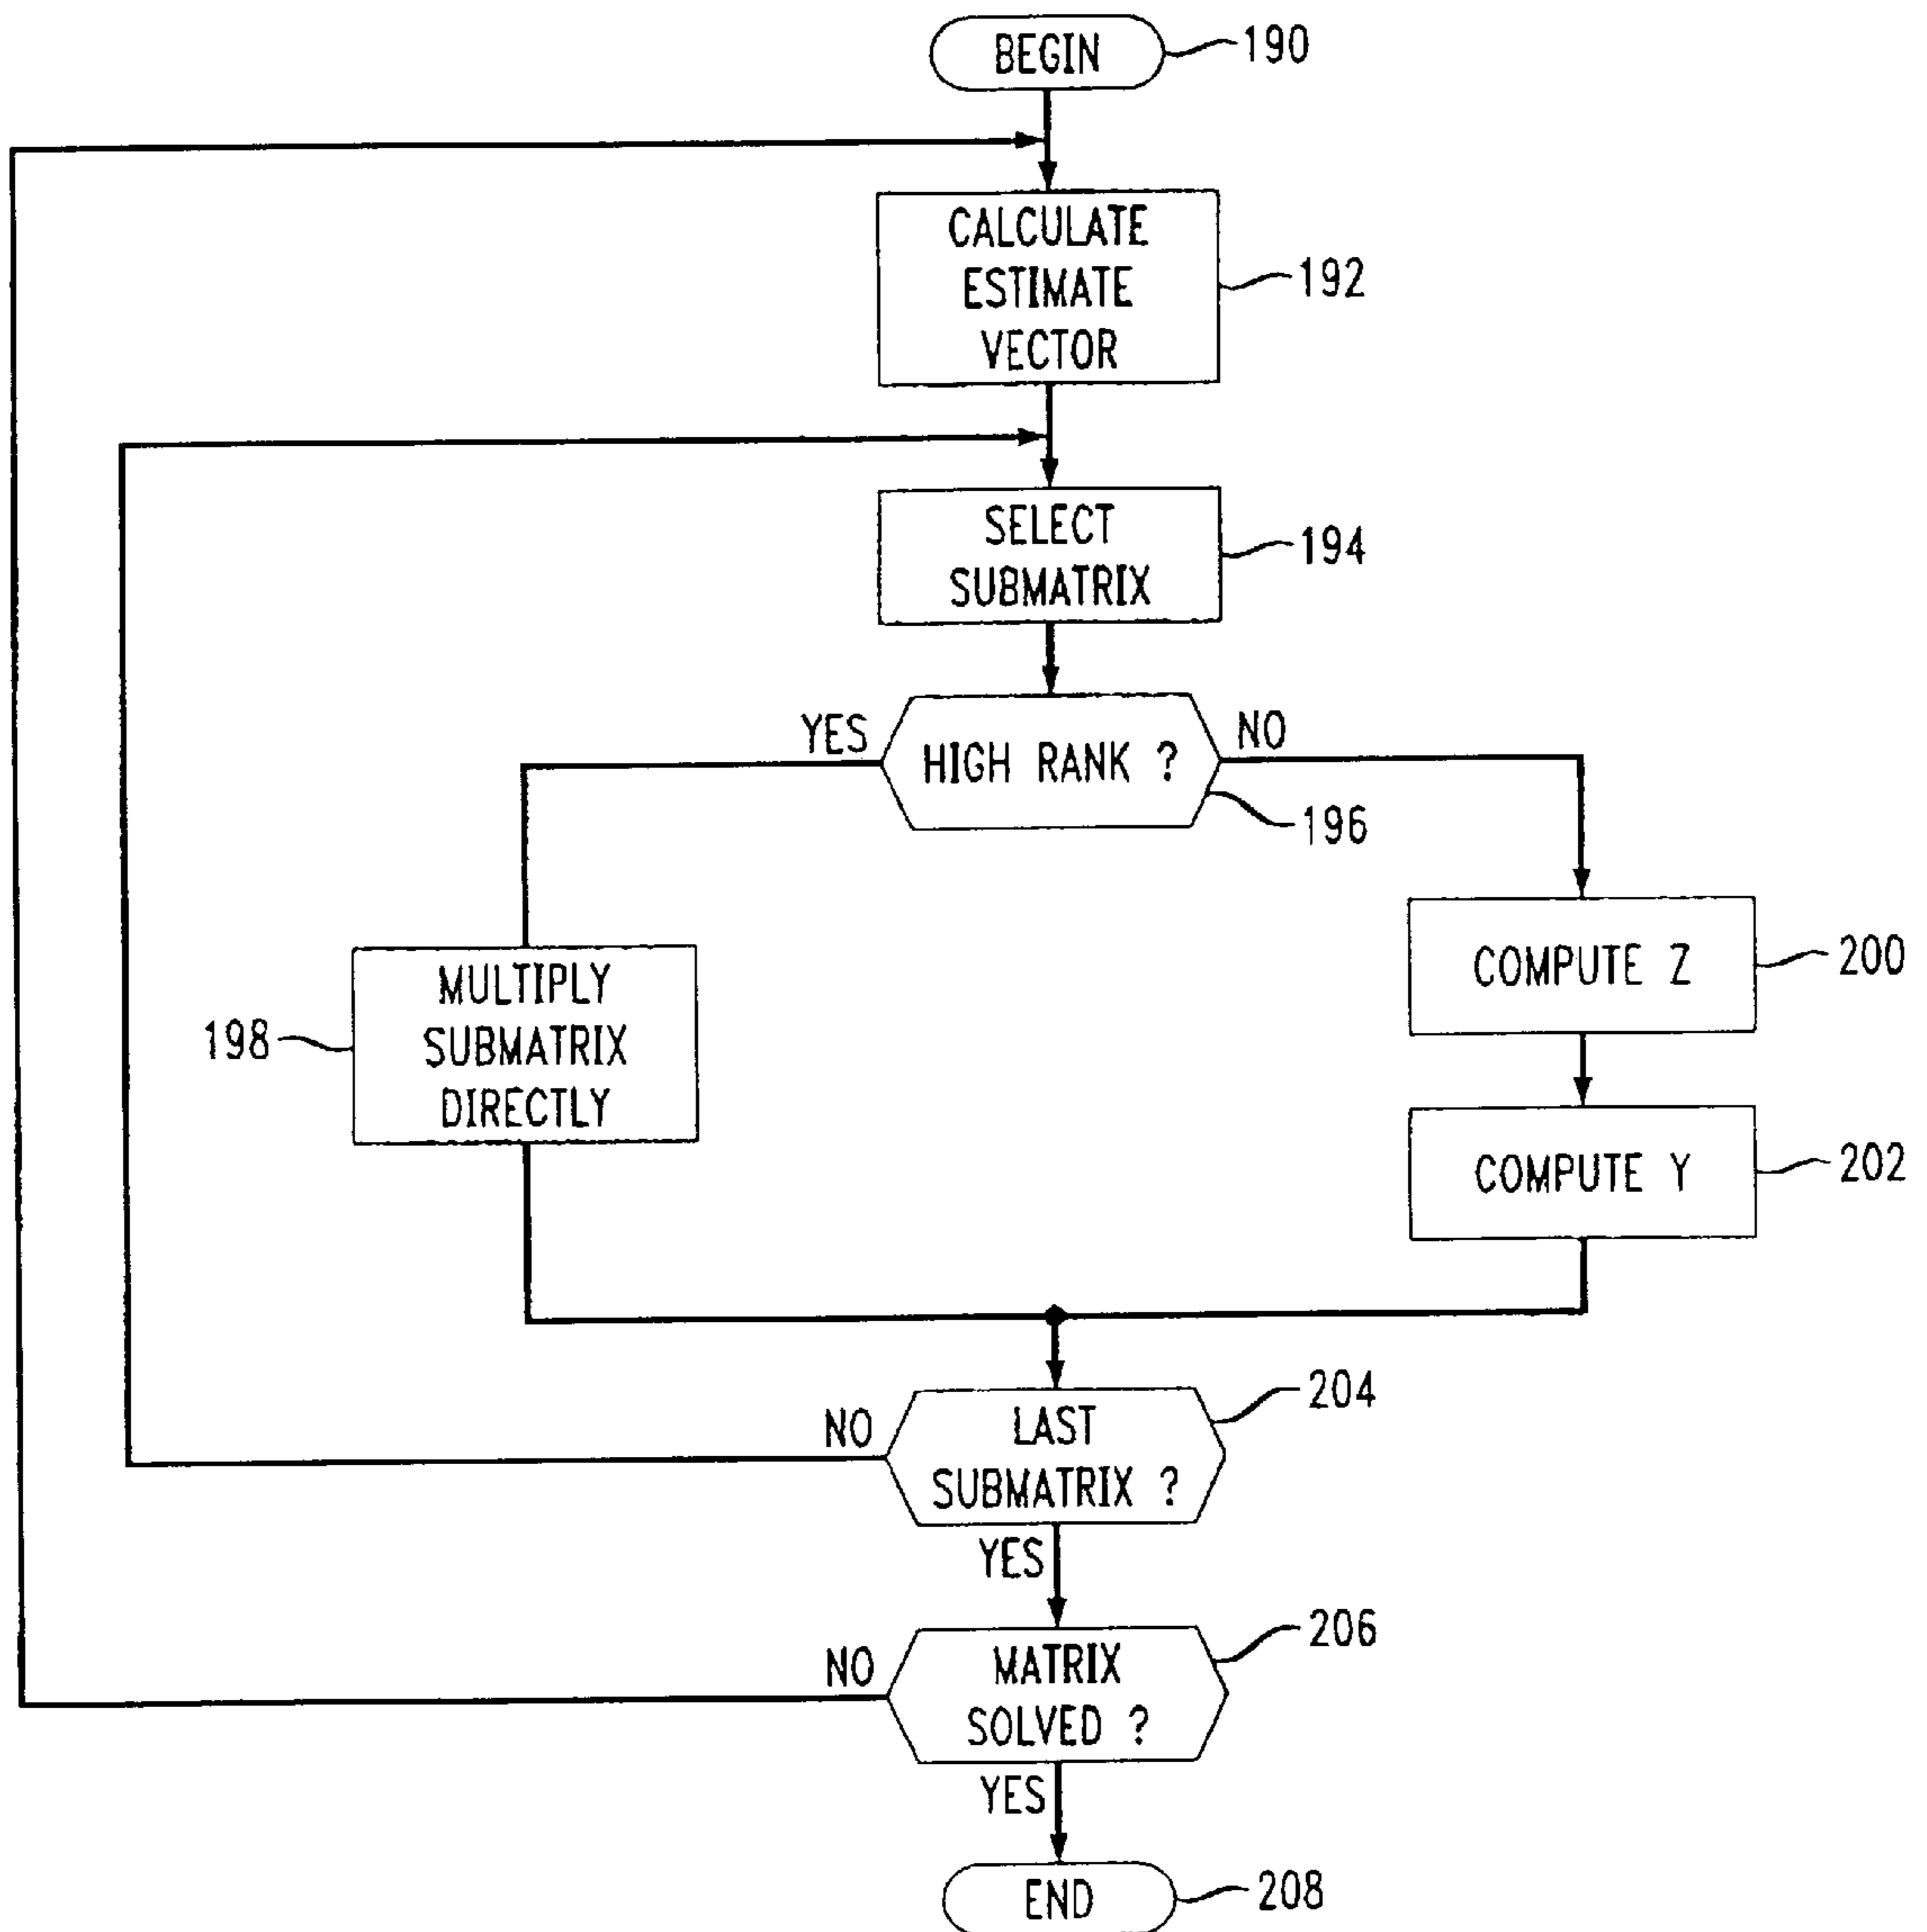 BEGIN
190
CALCULATE
ESTIMATE
VECTOR
192
SELECT
SUBMATRIX
194
YES
HIGH RANK ?
NO
196
MULTIPLY
SUBMATRIX
DIRECTLY
198
COMPUTE Z
200
COMPUTE Y
202
LAST
SUBMATRIX ?
204
NO
YES
MATRIX
SOLVED ?
206
NO
YES
END
208